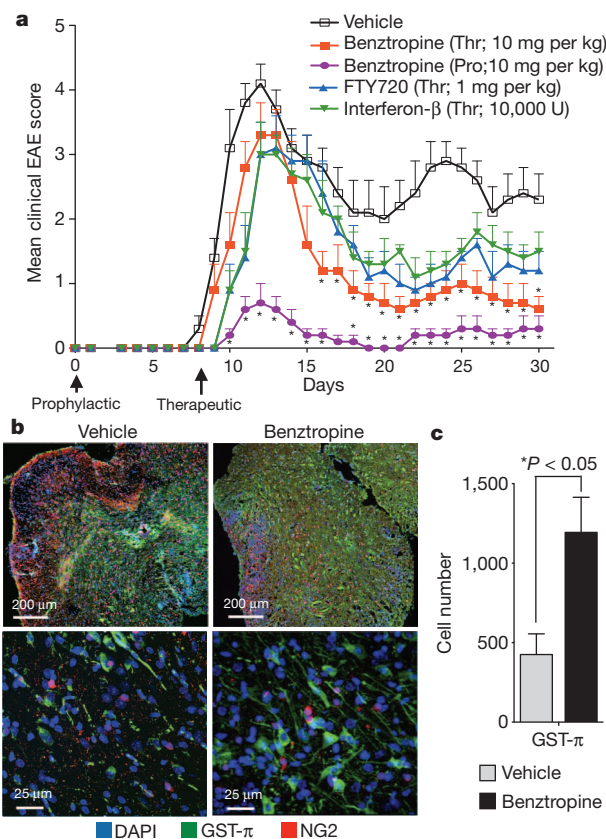 a
Vehicle
Benztropine (Thr; 10 mg per kg)
Benztropine (Pro;10 mg per kg)
FTY720 (Thr; 1 mg per kg)
Interferon-β (Thr; 10,000 U)
Mean clinical EAE score
5
4
3
2
1
0
0 5 10 15 20 25 30
Days
Prophylactic Therapeutic
* * * * * * * * * * * * * * * * * * * * * * * * * * * * * * * * * * *
b
Vehicle Benztropine
200 μm 200 μm
25 μm 25 μm
DAPI GST-π NG2
c
*P < 0.05
Cell number
1,500
1,000
500
0
GST-π
Vehicle
Benztropine